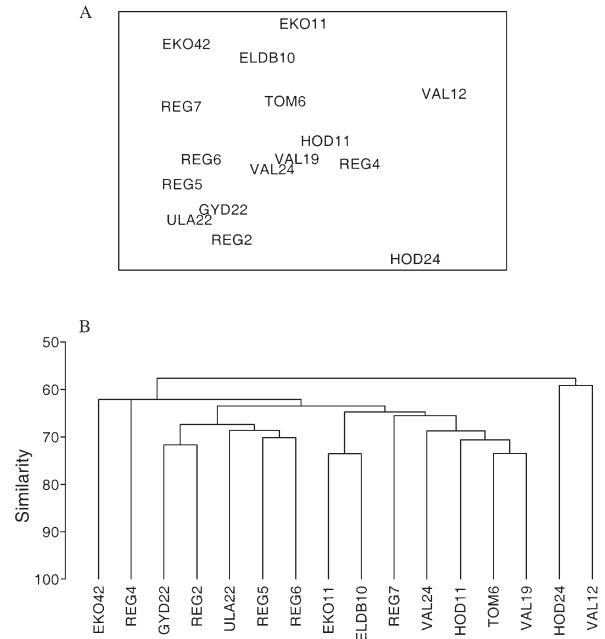 A
EKO11
EKO42
ELDB10
VAL12
TOM6
REG7
HOD11
REG6
VAL19
REG4
VAL24
REG5
GYD22
ULA22
REG2
HOD24
B
50
60
70
80
90
100
Similarity
EKO42
REG4
GYD22
REG2
ULA22
REG5
REG6
EKO11
ELDB10
REG7
VAL24
HOD11
TOM6
VAL19
HOD24
VAL12